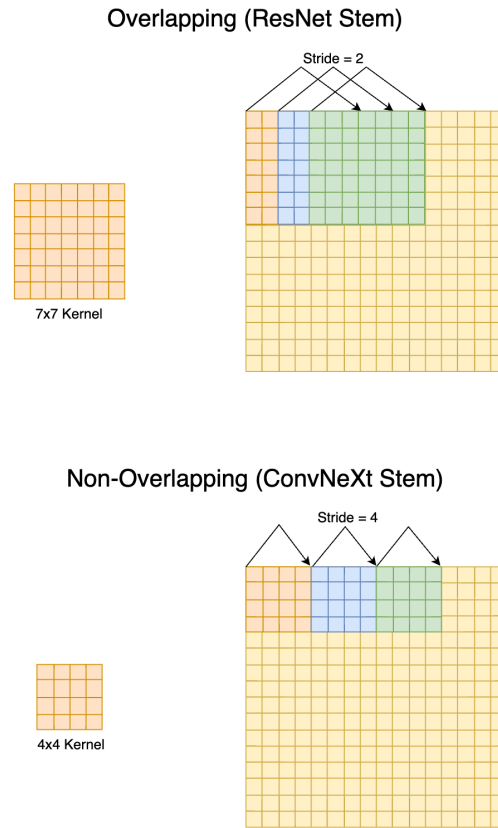 Overlapping (ResNet Stem)
Stride = 2
7x7 Kernel
Non-Overlapping (ConvNeXt Stem)
Stride = 4
4x4 Kernel